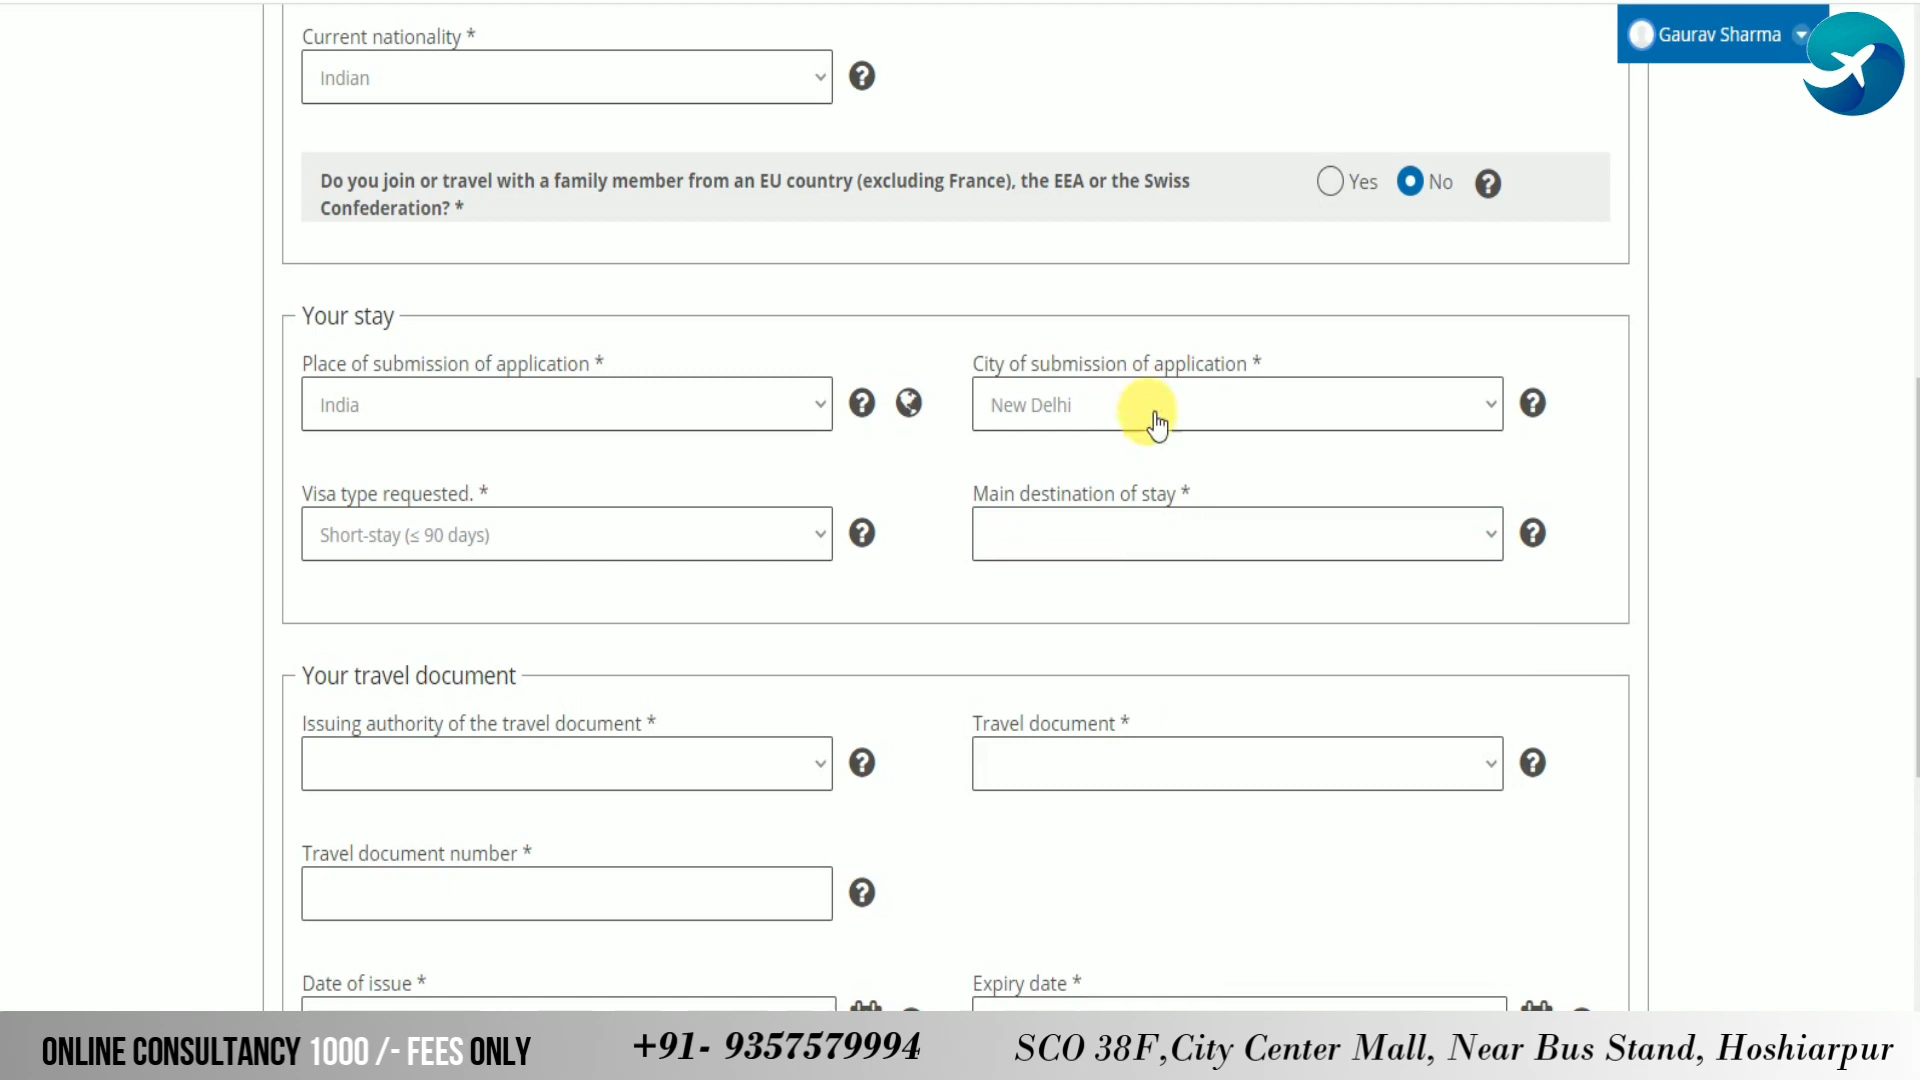 Current nationality *
Gaurav Sharma
Indian
Do you join or travel with a family member from an EU country (excluding France), the EEA or the Swiss
Confederation? *
Yes
No
Your stay
Place of submission of application *
City of submission of application *
India
New Delhi
Visa type requested. *
Main destination of stay *
Short-stay (≤ 90 days)
Your travel document
Issuing authority of the travel document *
Travel document *
Travel document number *
Date of issue *
Expiry date *
ONLINE CONSULTANCY 1000 /- FEES ONLY
+91- 9357579994
SCO 38F,City Center Mall, Near Bus Stand, Hoshiarpur